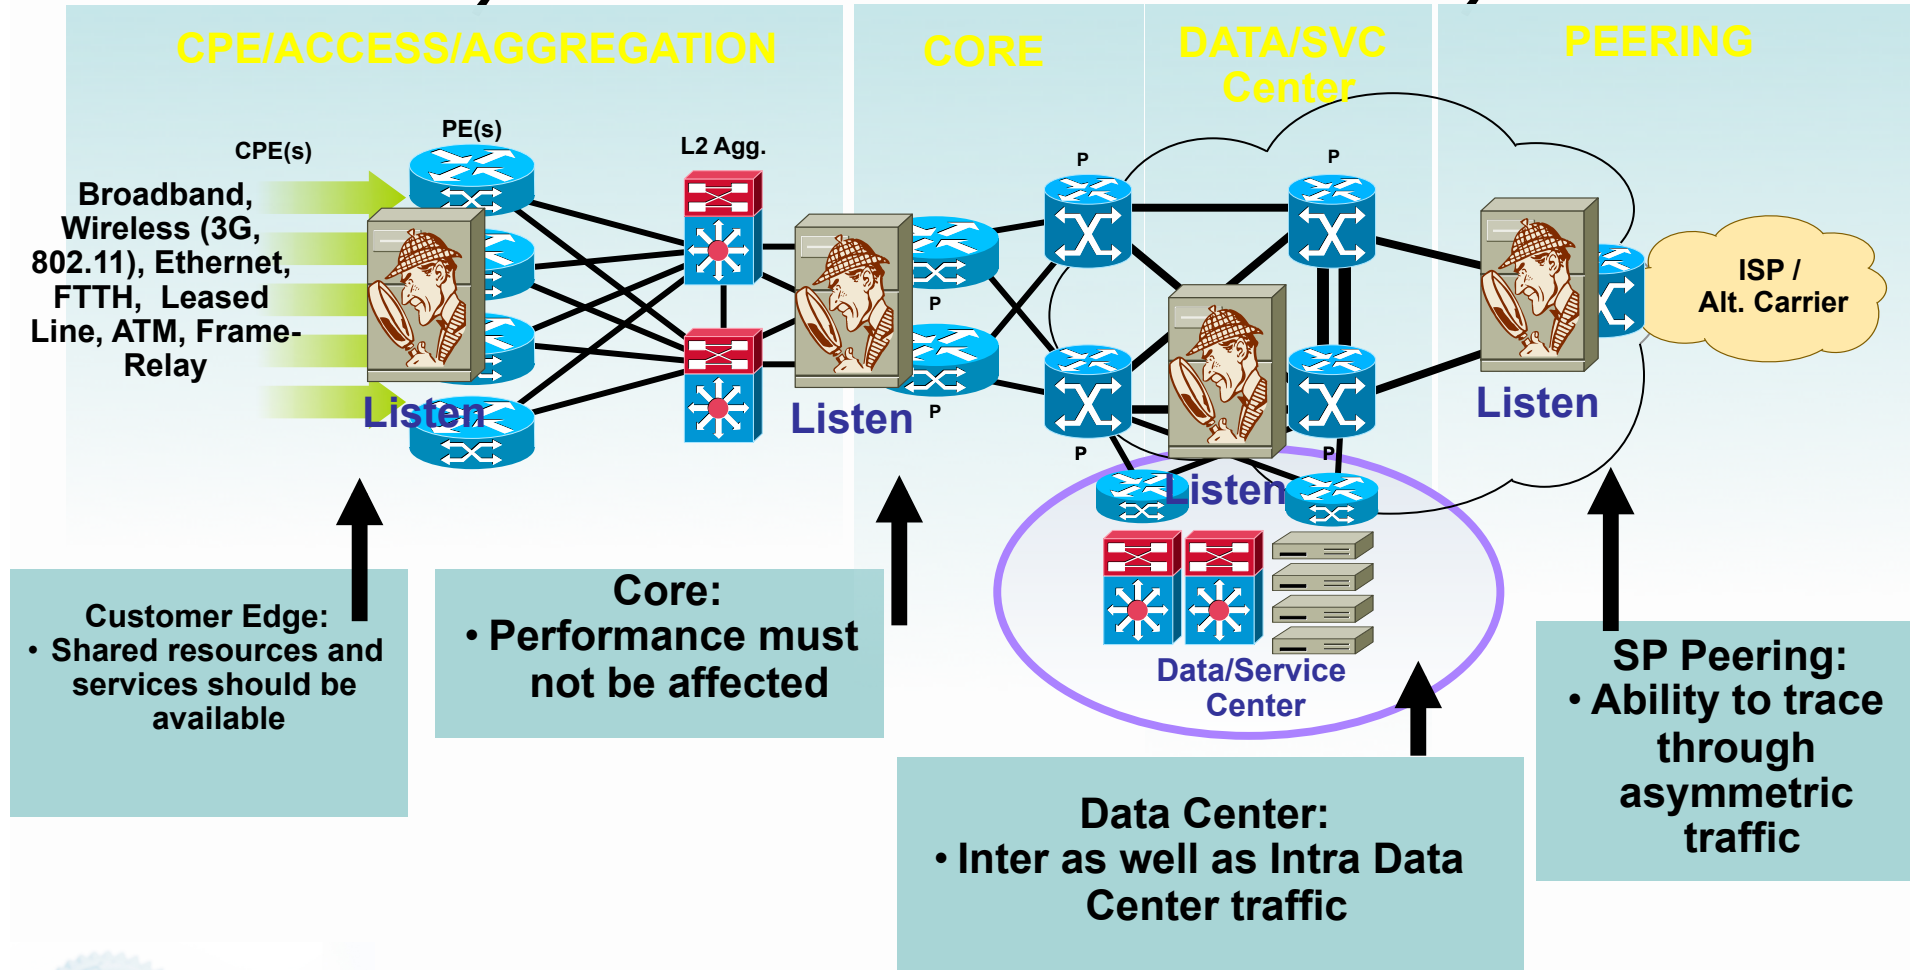 CPE/ACCESS/AGGREGATION
CORE
DATA/SVC
Center
PEERING
CPE(s)
PE(s)
L2 Agg.
P
P
Broadband,
Wireless (3G,
802.11), Ethernet,
FTTH, Leased
Line, ATM, Frame-
Relay
P
P
P
P
ISP /
Alt. Carrier
Listen
Listen
Listen
Listen
Data/Service
Center
Customer Edge:
• Shared resources and
services should be
available
Core:
• Performance must
not be affected
Data Center:
• Inter as well as Intra Data
Center traffic
SP Peering:
• Ability to trace
through
asymmetric
traffic